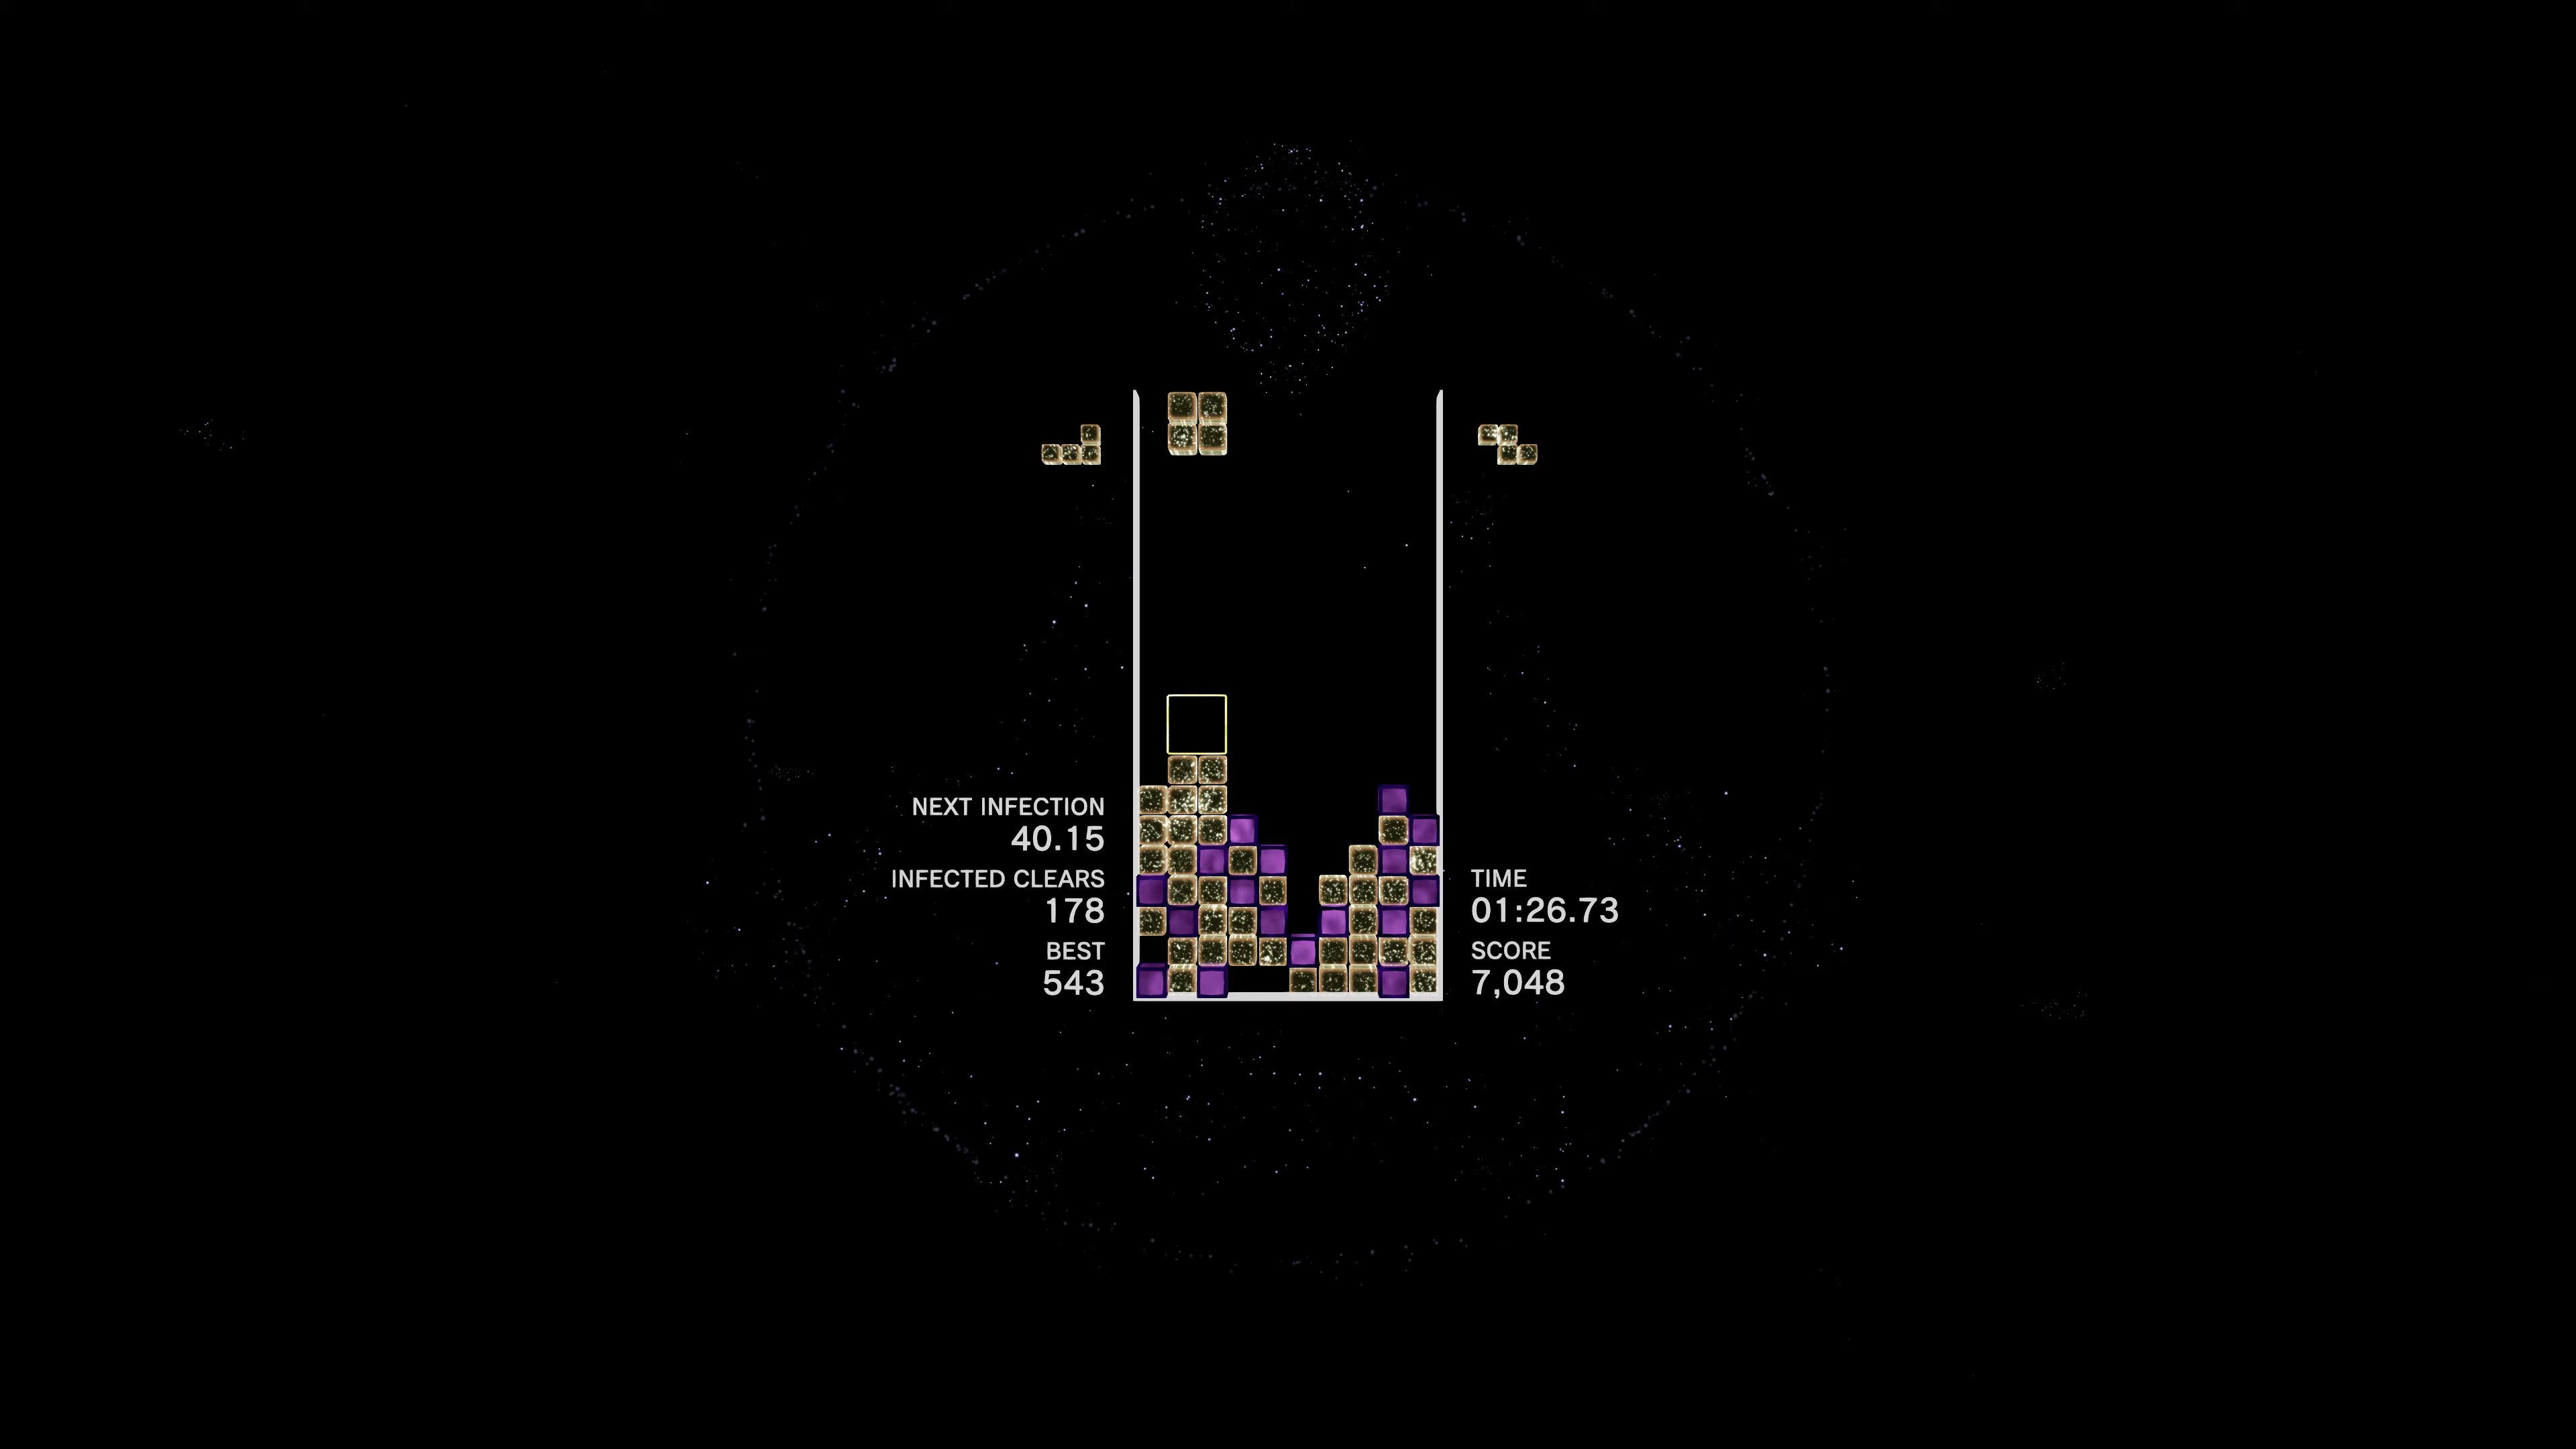 NEXT INFECTION
40.15
INFECTED CLEARS
178
BEST
543
TIME
01:26.73
SCORE
7,048